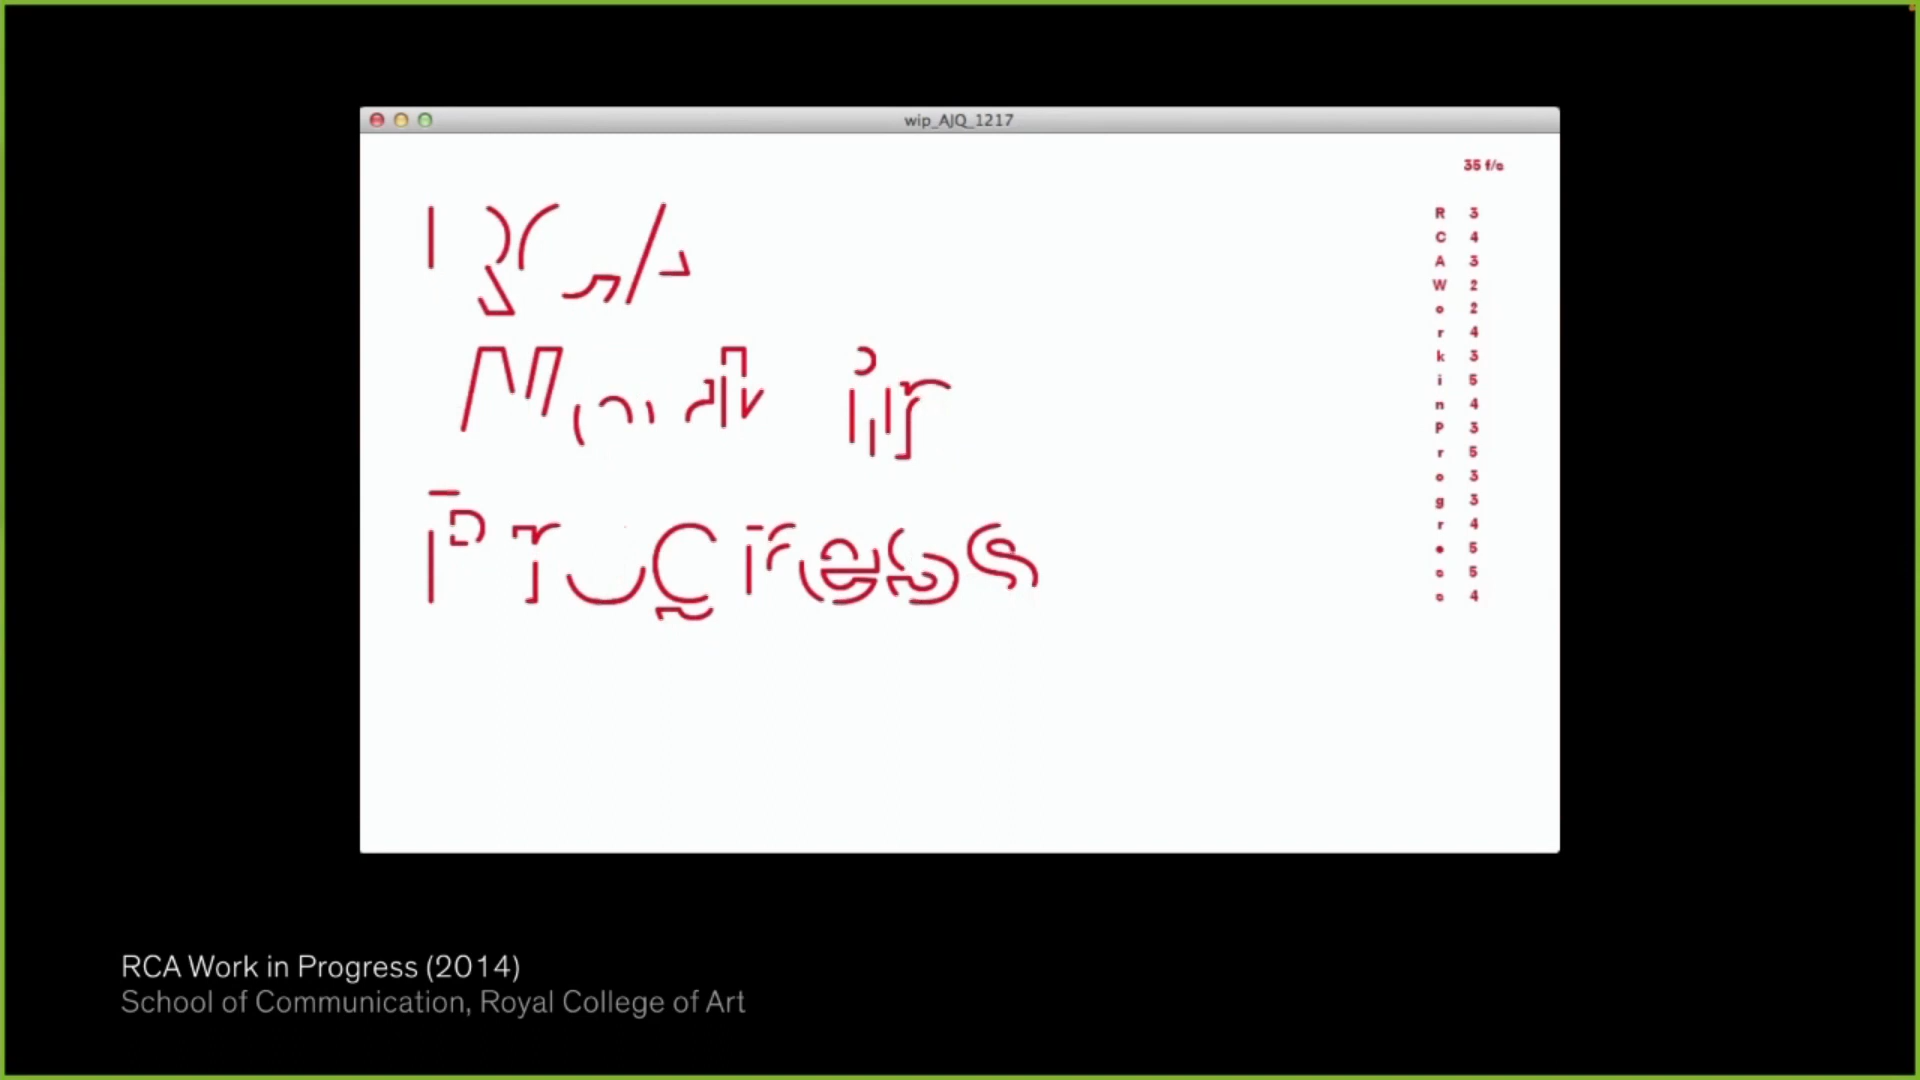 wip_AJQ_1217
35 f/s
RCA
Work in
Progress
R 3
C 4
A 3
W 2
o 2
r 4
k 3
i 5
n 4
P 3
r 5
o 3
g 3
r 4
e 5
s 5
s 4
RCA Work in Progress (2014)
School of Communication, Royal College of Art